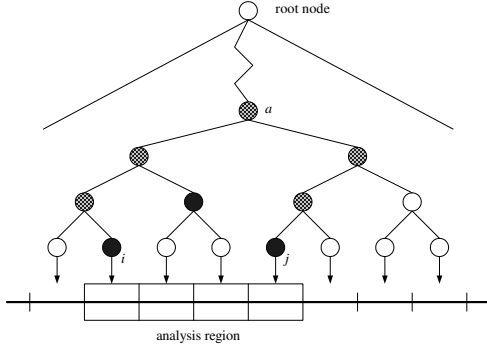 root node
a
i
j
analysis region